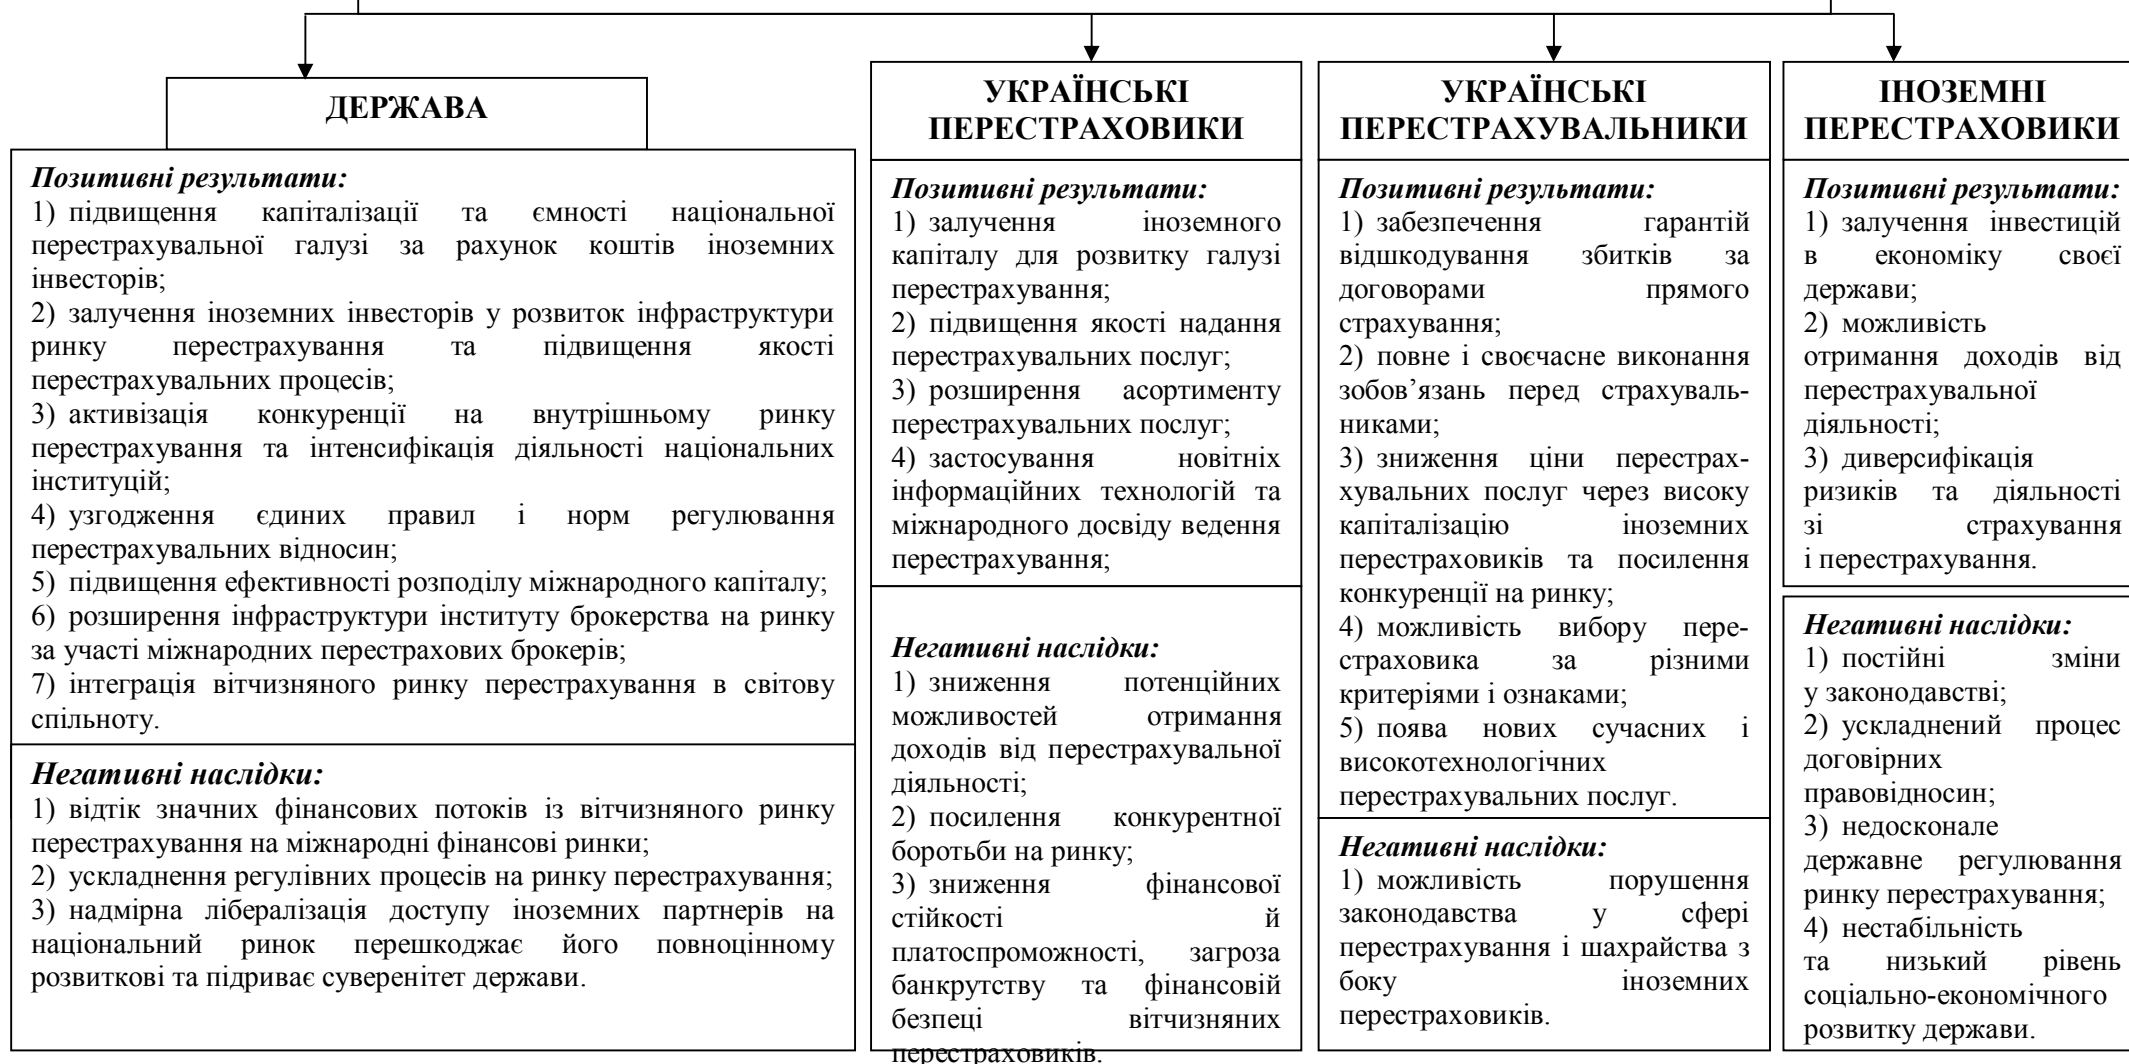 ДЕРЖАВА
Позитивні результати:
1) підвищення капіталізації та ємності національної
перестрахувальної галузі за рахунок коштів іноземних
інвесторів;
2) залучення іноземних інвесторів у розвиток інфраструктури
ринку перестрахування та підвищення якості
перестрахувальних процесів;
3) активізація конкуренції на внутрішньому ринку
перестрахування та інтенсифікація діяльності національних
інституцій;
4) узгодження єдиних правил і норм регулювання
перестрахувальних відносин;
5) підвищення ефективності розподілу міжнародного капіталу;
6) розширення інфраструктури інституту брокерства на ринку
за участі міжнародних перестрахових брокерів;
7) інтеграція вітчизняного ринку перестрахування в світову
спільноту.
Негативні наслідки:
1) відтік значних фінансових потоків із вітчизняного ринку
перестрахування на міжнародні фінансові ринки;
2) ускладнення регулівних процесів на ринку перестрахування;
3) надмірна лібералізація доступу іноземних партнерів на
національний ринок перешкоджає його повноцінному
розвиткові та підриває суверенітет держави.
УКРАЇНСЬКІ
ПЕРЕСТРАХОВИКИ
Позитивні результати:
1) залучення іноземного
капіталу для розвитку галузі
перестрахування;
2) підвищення якості надання
перестрахувальних послуг;
3) розширення асортименту
перестрахувальних послуг;
4) застосування новітніх
інформаційних технологій та
міжнародного досвіду ведення
перестрахування;
Негативні наслідки:
1) зниження потенційних
можливостей отримання
доходів від перестрахувальної
діяльності;
2) посилення конкурентної
боротьби на ринку;
3) зниження фінансової
стійкості й
платоспроможності, загроза
банкрутству та фінансовій
безпеці вітчизняних
перестраховиків.
УКРАЇНСЬКІ
ПЕРЕСТРАХУВАЛЬНИКИ
Позитивні результати:
1) забезпечення гарантій
відшкодування збитків за
договорами прямого
страхування;
2) повне і своєчасне виконання
зобов’язань перед страхуваль-
никами;
3) зниження ціни перестрах-
хувальних послуг через високу
капіталізацію іноземних
перестраховиків та посилення
конкуренції на ринку;
4) можливість вибору пере-
страховика за різними
критеріями і ознаками;
5) поява нових сучасних і
високотехнологічних
перестрахувальних послуг.
Негативні наслідки:
1) можливість порушення
законодавства у сфері
перестрахування і шахрайства з
боку іноземних
перестраховиків.
ІНОЗЕМНІ
ПЕРЕСТРАХОВИКИ
Позитивні результати:
1) залучення інвестицій
в економіку своєї
держави;
2) можливість
отримання доходів від
перестрахувальної
діяльності;
3) диверсифікація
ризиків та діяльності
зі страхування
і перестрахування.
Негативні наслідки:
1) постійні зміни
у законодавстві;
2) ускладнений процес
договірних
правовідносин;
3) недосконале
державне регулювання
ринку перестрахування;
4) нестабільність
та низький рівень
соціально-економічного
розвитку держави.